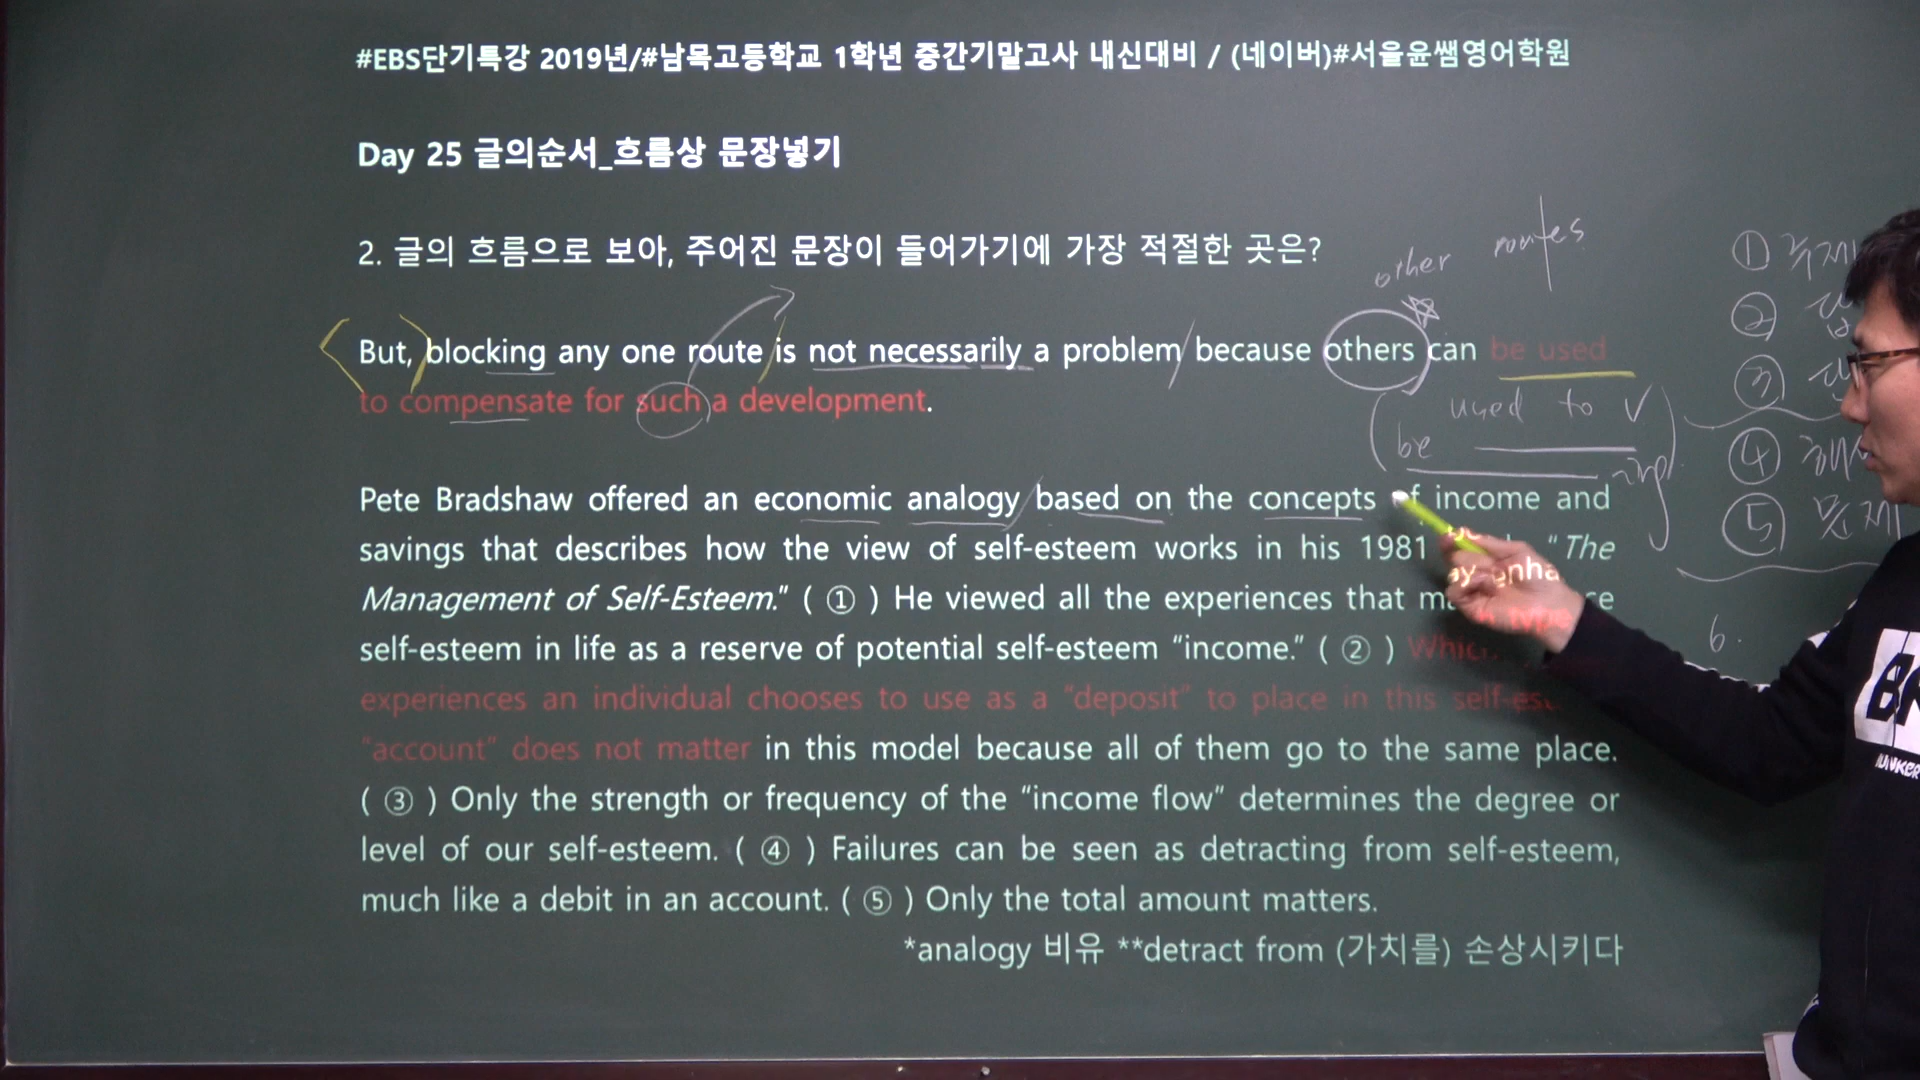 #EBS단기특강 2019년/#남목고등학교 1학년 중간기말고사 내신대비 / (네이버)#서울윤쌤영어학원
Day 25 글의순서_흐름상 문장넣기
2. 글의 흐름으로 보아, 주어진 문장이 들어가기에 가장 적절한 곳은?
other routes
But, blocking any one route is not necessarily a problem because others can be used
to compensate for such a development.
used to V
be
Pete Bradshaw offered an economic analogy based on the concepts of income and
savings that describes how the view of self-esteem works in his 1981 "The
Management of Self-Esteem." ( ① ) He viewed all the experiences that may enhance
self-esteem in life as a reserve of potential self-esteem "income." ( ② ) Which type
experiences an individual chooses to use as a "deposit" to place in this
"account" does not matter in this model because all of them go to the same place.
( ③ ) Only the strength or frequency of the "income flow" determines the degree or
level of our self-esteem. ( ④ ) Failures can be seen as detracting from self-esteem,
much like a debit in an account. ( ⑤ ) Only the total amount matters.
*analogy 비유 **detract from (가치를) 손상시키다
① 주제
②
③
④
⑤
6.